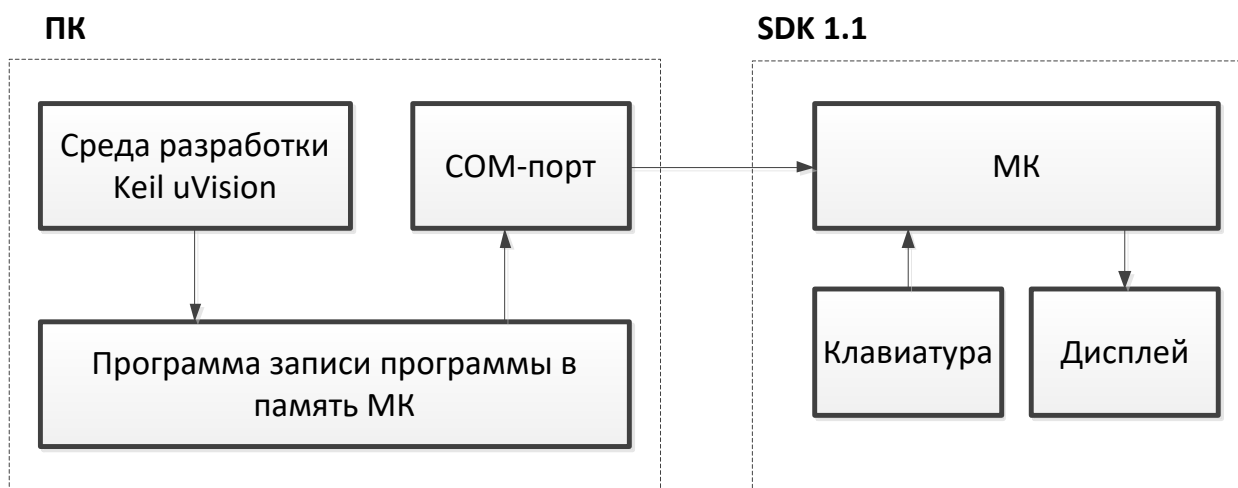 ПК
SDK 1.1
Среда разработки
Keil uVision
COM-порт
МК
Программа записи программы в
память МК
Клавиатура
Дисплей